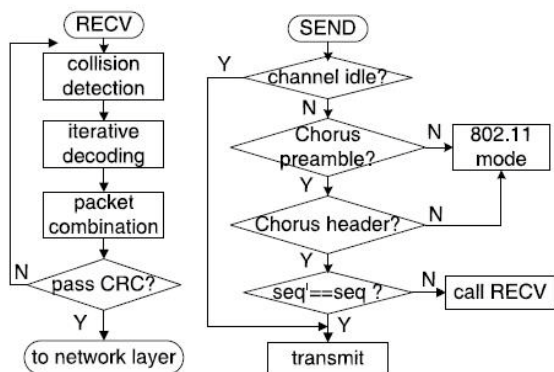 RECV
collision
detection
iterative
decoding
packet
combination
N
pass CRC?
Y
to network layer
SEND
Y
channel idle?
N
Chorus
preamble?
N
802.11
mode
Y
Chorus header?
N
Y
seq'==seq ?
N
call RECV
Y
transmit